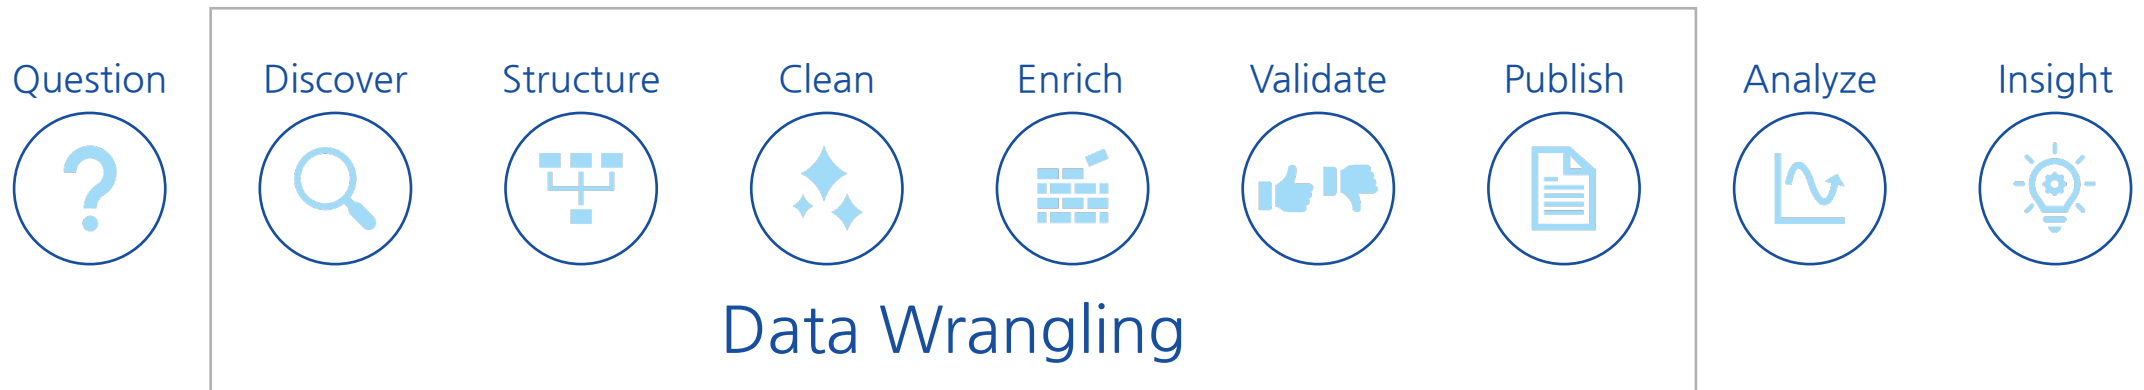 Question Discover Structure Clean Enrich Validate Publish Analyze Insight
Data Wrangling